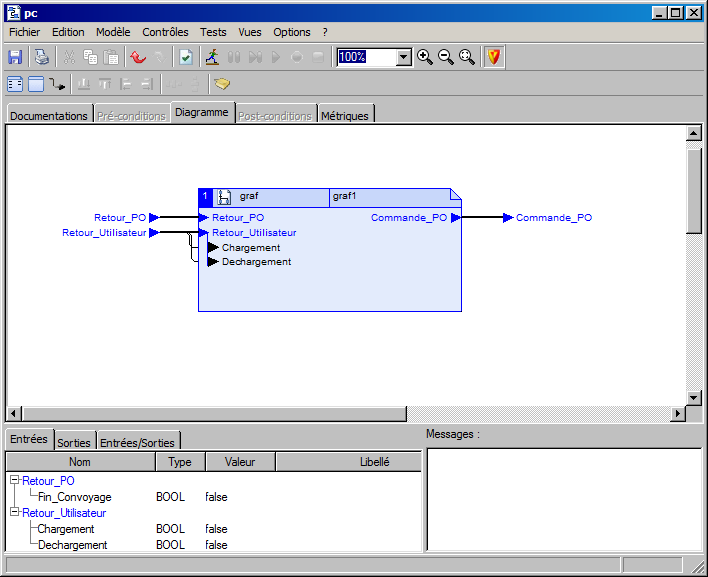 pc
Fichier Edition Modèle Contrôles Tests Vues Options ?
100%
Documentations Pré-conditions Diagramme Post-conditions Métriques
1 graf graf1
Retour_PO Retour_PO Commande_PO Commande_PO
Retour_Utilisateur Retour_Utilisateur
Chargement
Dechargement
Entrées Sorties Entrées/Sorties Messages :
Nom Type Valeur Libellé
Retour_PO
Fin_Convoyage BOOL false
Retour_Utilisateur
Chargement BOOL false
Dechargement BOOL false